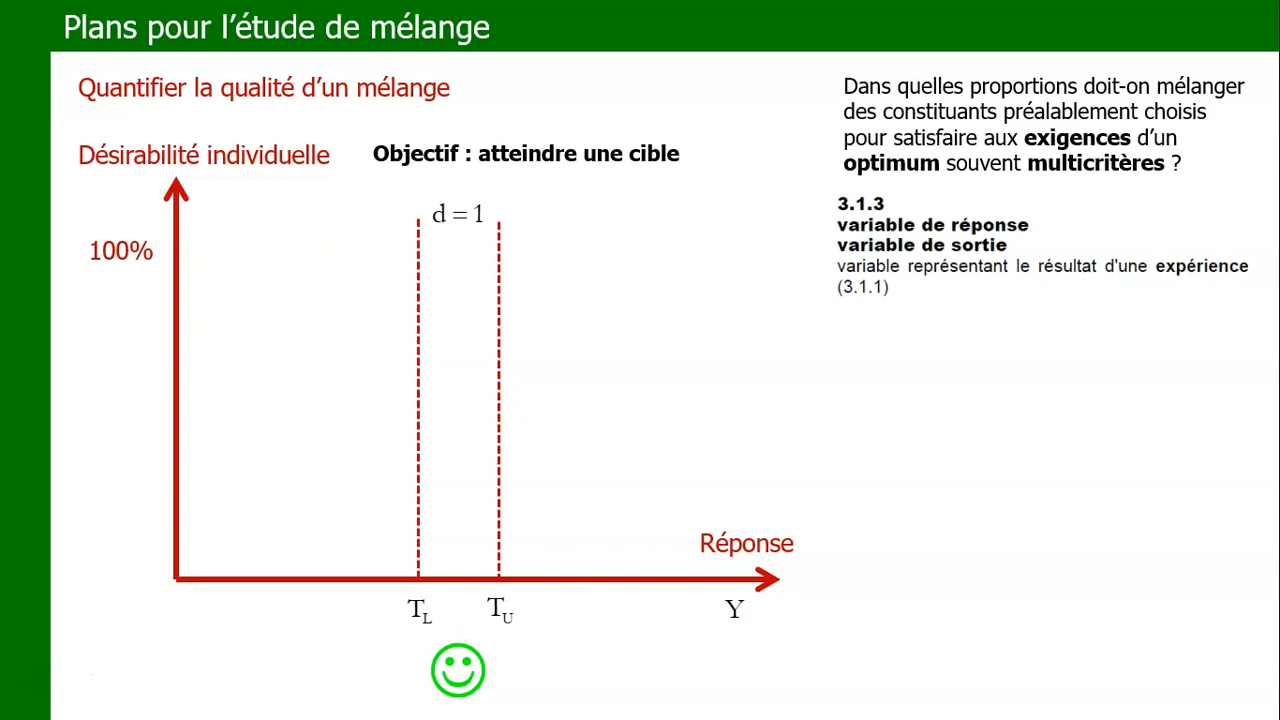 Plans pour l’étude de mélange
Quantifier la qualité d’un mélange
Désirabilité individuelle
Objectif : atteindre une cible
d = 1
100%
Réponse
T_L
T_U
Y
Dans quelles proportions doit-on mélanger
des constituants préalablement choisis
pour satisfaire aux exigences d’un
optimum souvent multicritères ?
3.1.3
variable de réponse
variable de sortie
variable représentant le résultat d'une expérience
(3.1.1)